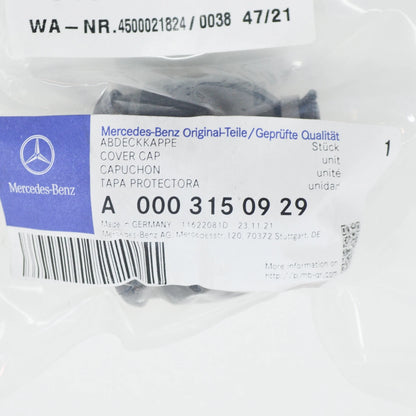 WA-NR.4500021824/0038 47/21
Mercedes-Benz Original-Teile/Geprüfte Qualität
ABDECKKAPPE Stück
COVER CAP unit
CAPUCHON unité
TAPA PROTECTORA unidad
1
Mercedes-Benz
A 000 315 09 29
Made in GERMANY 11622081D 23.11.21
Mercedes-Benz AG, Mercedesstr. 120, 70372 Stuttgart, DE
More information on